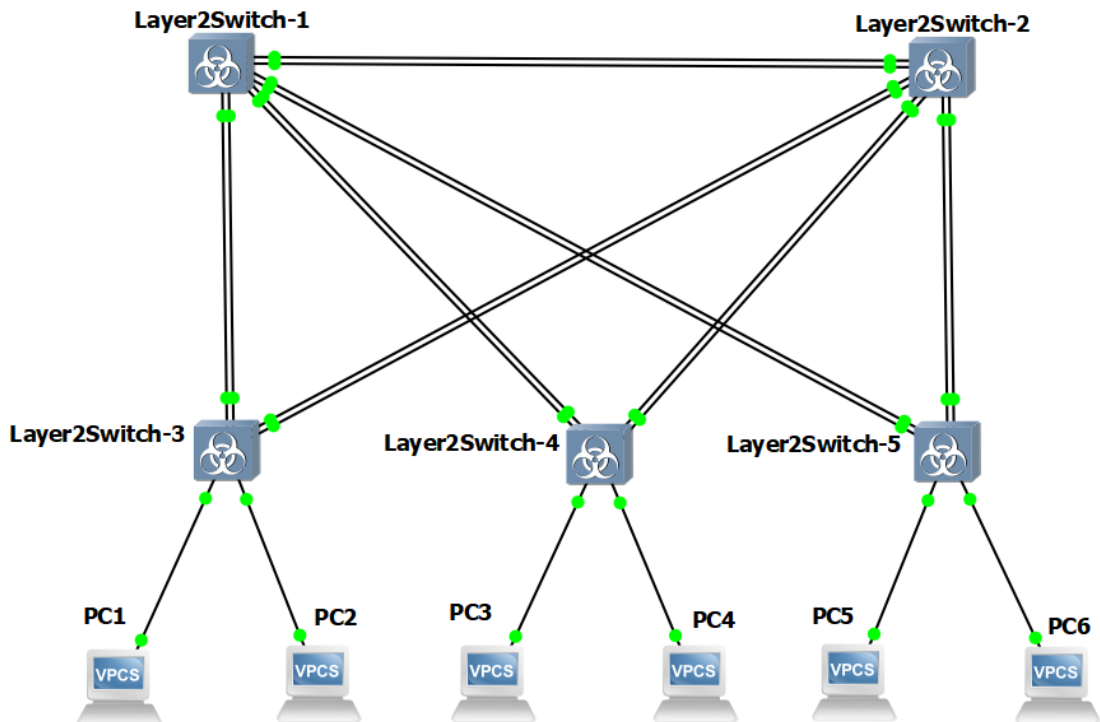 Layer2Switch-1
Layer2Switch-2
Layer2Switch-3
Layer2Switch-4
Layer2Switch-5
PC1
PC2
PC3
PC4
PC5
PC6
VPCS
VPCS
VPCS
VPCS
VPCS
VPCS